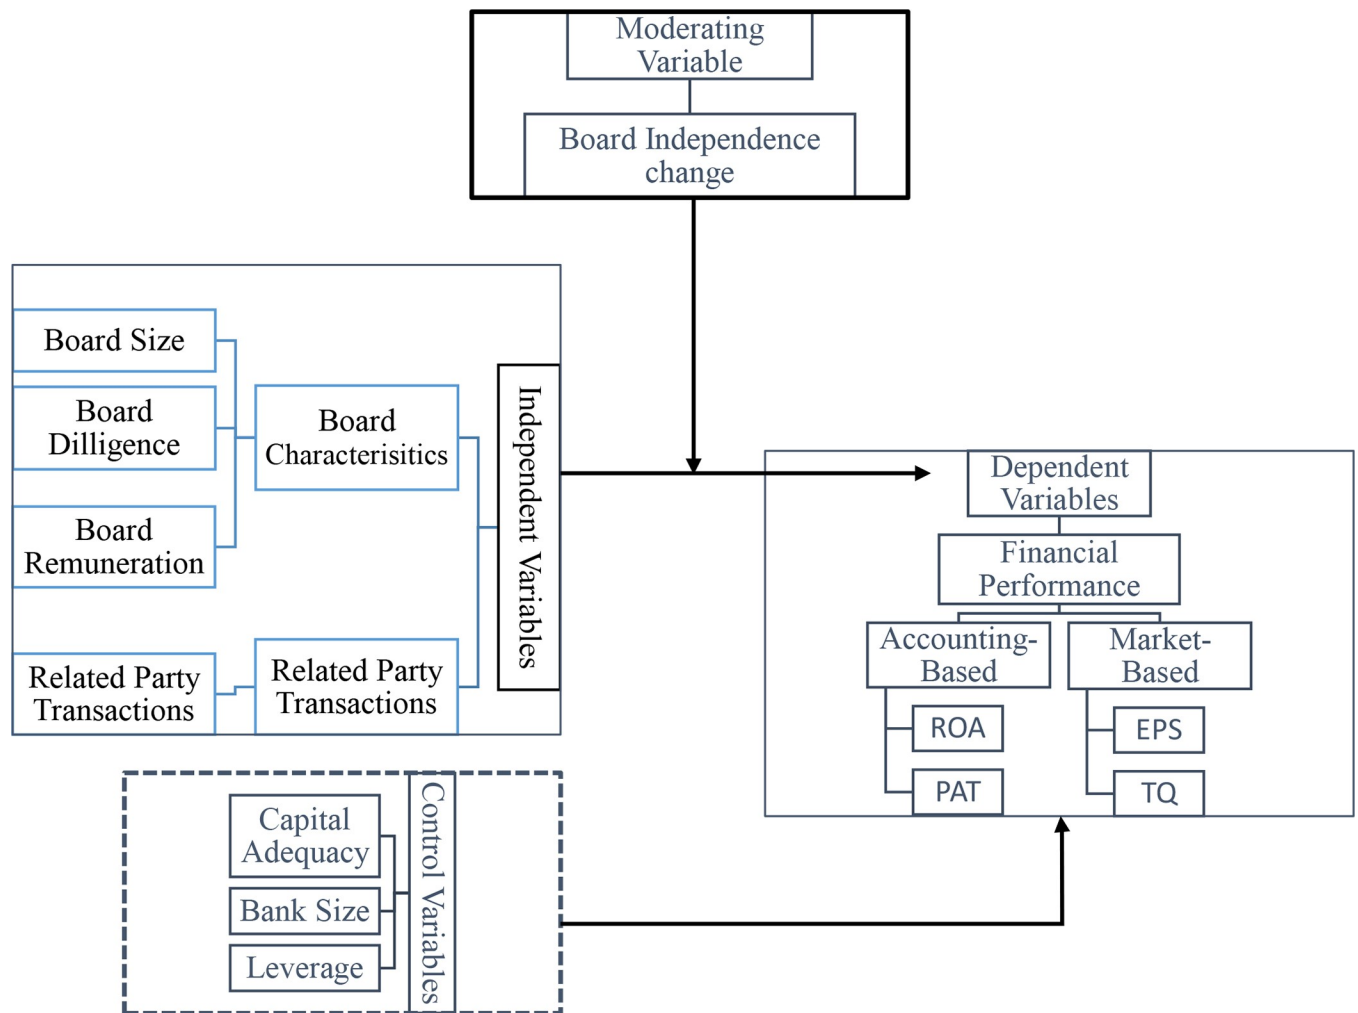 Moderating
Variable
Board Independence
change
Board Size
Board
Dilligence
Board
Remuneration
Related Party
Transactions
Board
Characterisitics
Related Party
Transactions
Independent Variables
Dependent
Variables
Financial
Performance
Accounting-
Based
Market-
Based
ROA
EPS
PAT
TQ
Capital
Adequacy
Bank Size
Leverage
Control Variables